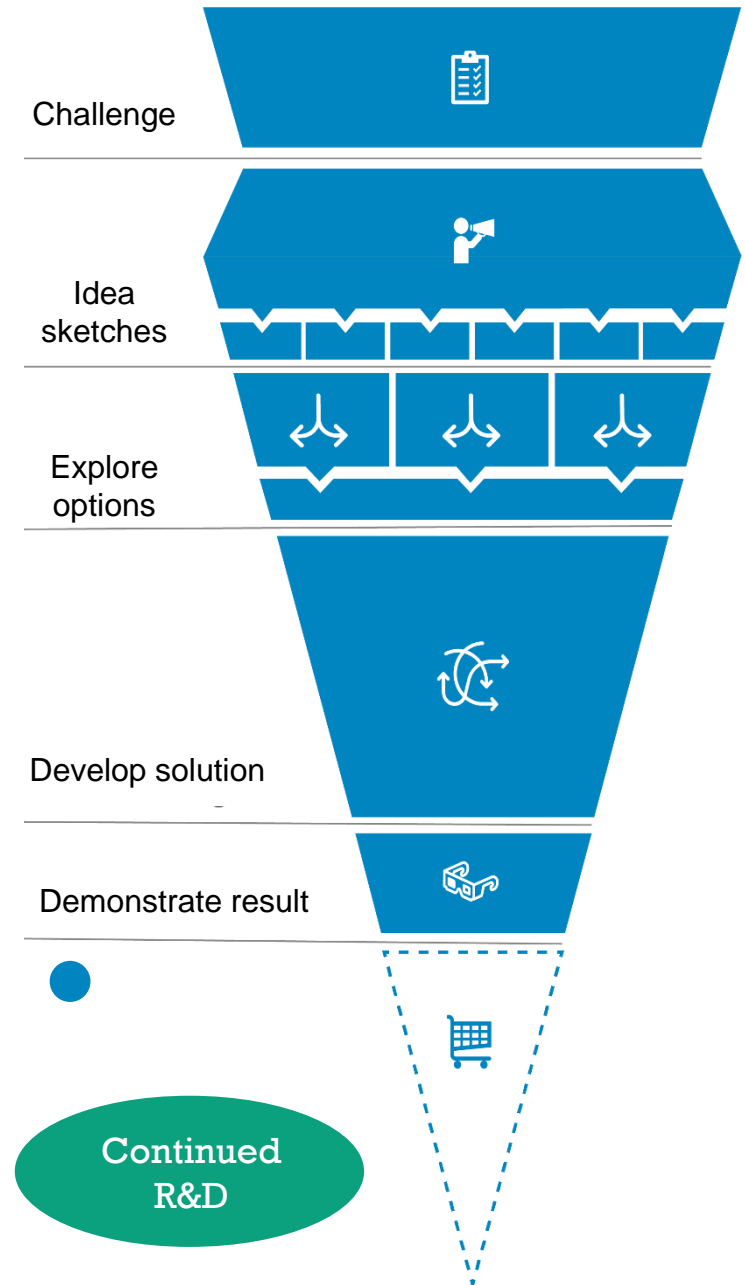 Challenge
Idea
sketches
Explore
options
Develop solution
Demonstrate result
Continued
R&D